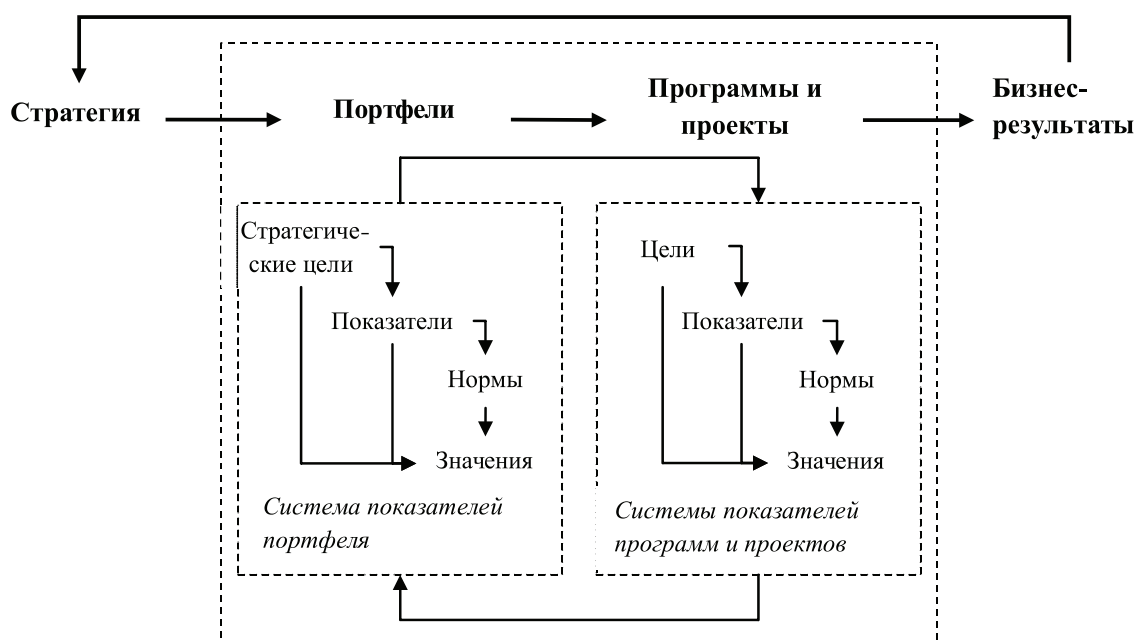 Стратегия
Портфели
Программы и
проекты
Бизнес-
результаты
Стратегиче-
ские цели
Показатели
Нормы
Значения
Система показателей
портфеля
Цели
Показатели
Нормы
Значения
Системы показателей
программ и проектов